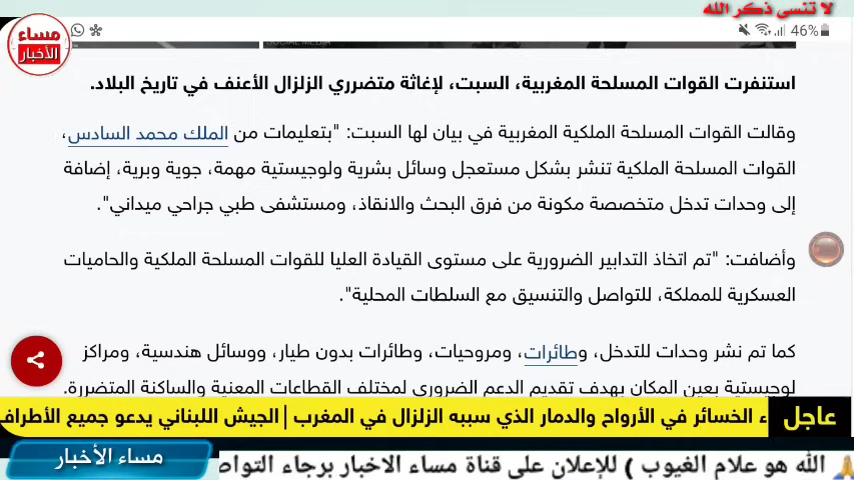 لا تنسى ذكر الله
46%
مساء
الأخبار
SOCIAL MEDIA
استنفرت القوات المسلحة المغربية، السبت، لإغاثة متضرري الزلزال الأعنف في تاريخ البلاد.
وقالت القوات المسلحة الملكية المغربية في بيان لها السبت: "بتعليمات من الملك محمد السادس،
القوات المسلحة الملكية تنشر بشكل مستعجل وسائل بشرية ولوجيستية مهمة، جوية وبرية، إضافة
إلى وحدات تدخل متخصصة مكونة من فرق البحث والانقاذ، ومستشفى طبي جراحي ميداني".
وأضافت: "تم اتخاذ التدابير الضرورية على مستوى القيادة العليا للقوات المسلحة الملكية والحاميات
العسكرية للمملكة، للتواصل والتنسيق مع السلطات المحلية".
كما تم نشر وحدات للتدخل، وطائرات، ومروحيات، وطائرات بدون طيار، ووسائل هندسية، ومراكز
لوجيستية بعين المكان بهدف تقديم الدعم الضروري لمختلف القطاعات المعنية والساكنة المتضررة.
عاجل
ء الخسائر في الأرواح والدمار الذي سببه الزلزال في المغرب | الجيش اللبناني يدعو جميع الأطراف
الله هو علام الغيوب ) للإعلان على قناة مساء الاخبار برجاء التواص
مساء الأخبار